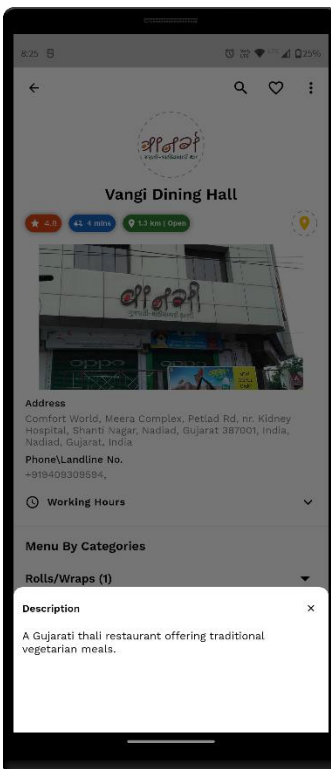 8:25
25%
Vangi Dining Hall
4.8
4 mins
1.3 km | Open
oppo
Address
Comfort World, Meera Complex, Petlad Rd, nr. Kidney
Hospital, Shanti Nagar, Nadiad, Gujarat 387001, India,
Nadiad, Gujarat, India
Phone\Landline No.
+919409309594,
Working Hours
Menu By Categories
Rolls/Wraps (1)
Description
A Gujarati thali restaurant offering traditional
vegetarian meals.